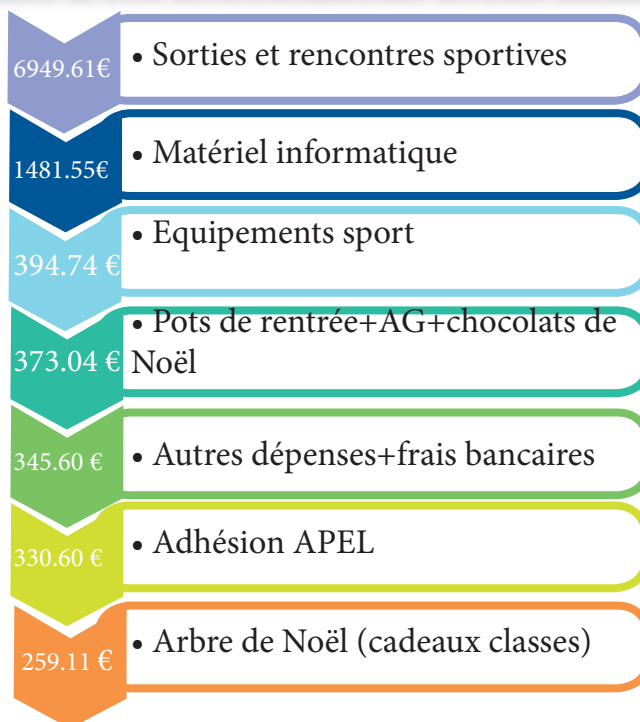 6949.61€
• Sorties et rencontres sportives
1481.55€
• Matériel informatique
394.74 €
• Equipements sport
373.04 €
• Pots de rentrée+AG+chocolats de
Noël
345.60 €
• Autres dépenses+frais bancaires
330.60 €
• Adhésion APEL
259.11 €
• Arbre de Noël (cadeaux classes)